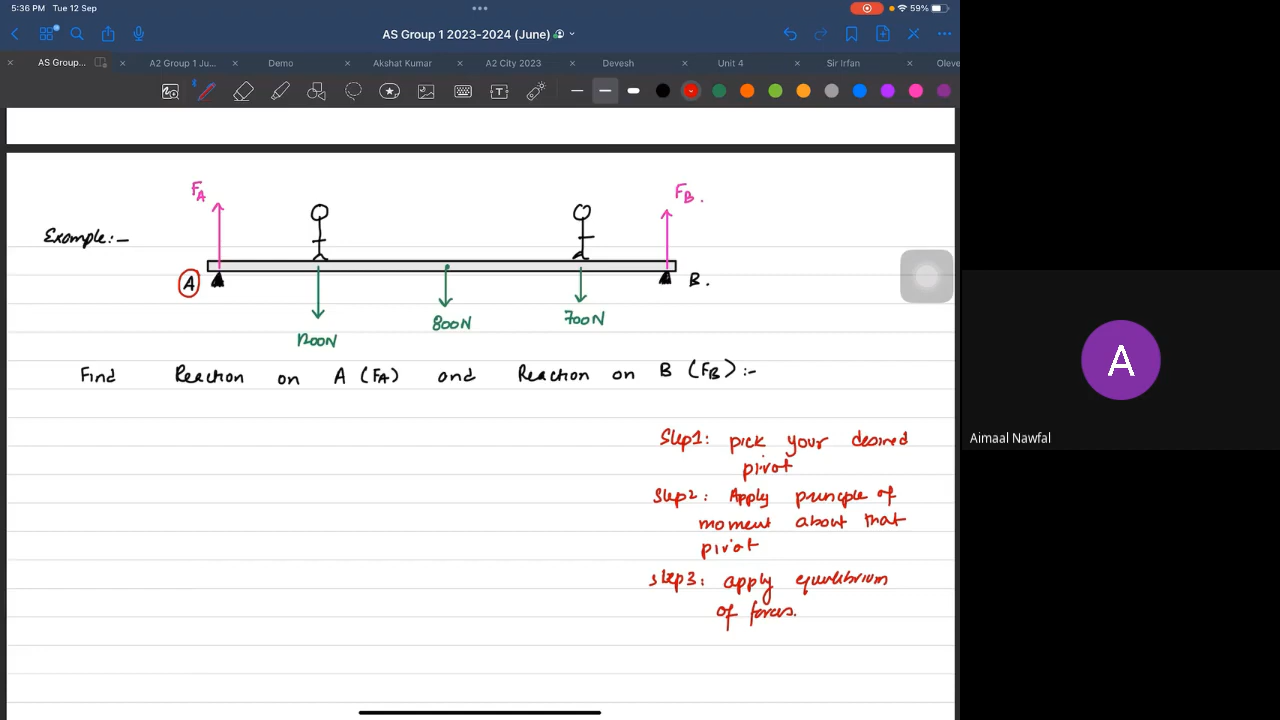 5:36 PM Tue 12 Sep
59%
AS Group 1 2023-2024 (June)
AS Group...
A2 Group 1 Ju...
Demo
Akshat Kumar
A2 City 2023
Devesh
Unit 4
Sir Irfan
Oleve
FA
FB.
Example:-
A
B.
1200N
800N
700N
Find Reaction on A (FA) and Reaction on B (FB) :-
Step1: pick your desired
pivot
Step2: Apply principle of
moment about that
pivot
Step3: apply equilibrium
of forces.
A
Aimaal Nawfal